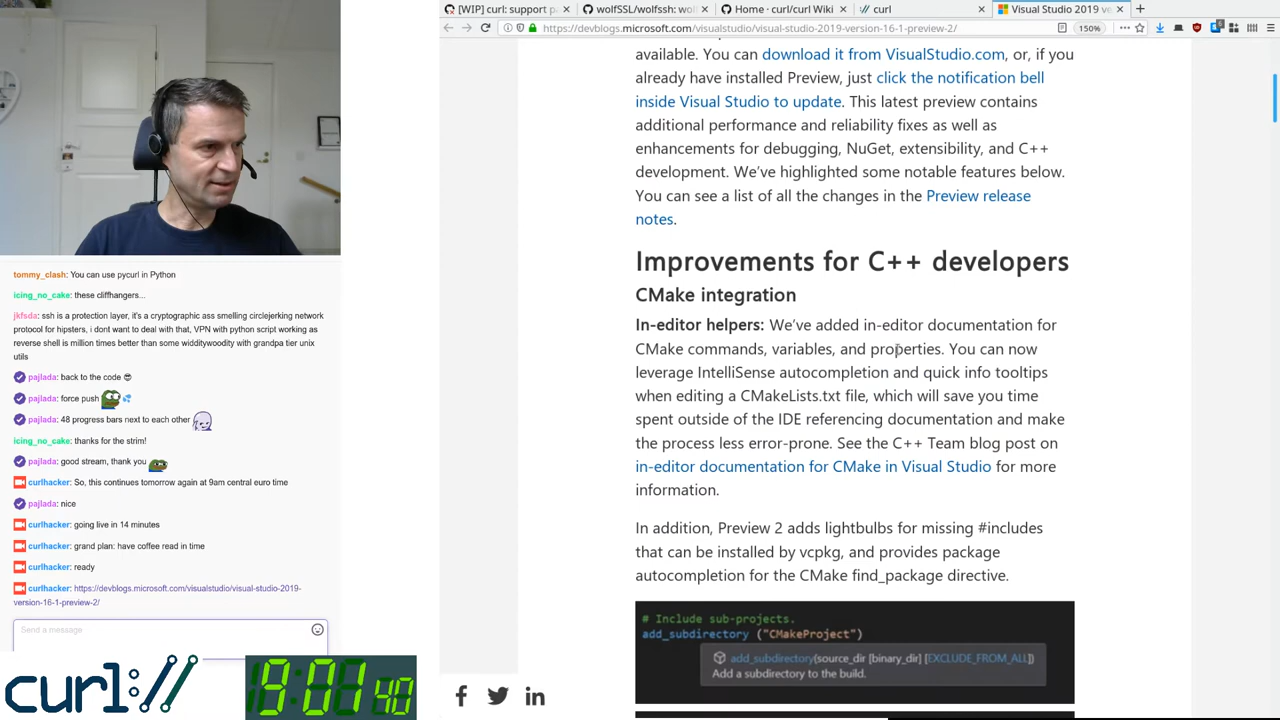 [WIP] curl: support p
wolfSSL/wolfssh: wol
Home · curl/curl Wiki
curl
Visual Studio 2019 ve
https://devblogs.microsoft.com/visualstudio/visual-studio-2019-version-16-1-preview-2/
150%
available. You can download it from VisualStudio.com, or, if you
already have installed Preview, just click the notification bell
inside Visual Studio to update. This latest preview contains
additional performance and reliability fixes as well as
enhancements for debugging, NuGet, extensibility, and C++
development. We've highlighted some notable features below.
You can see a list of all the changes in the Preview release
notes.
Improvements for C++ developers
CMake integration
In-editor helpers: We've added in-editor documentation for
CMake commands, variables, and properties. You can now
leverage IntelliSense autocompletion and quick info tooltips
when editing a CMakeLists.txt file, which will save you time
spent outside of the IDE referencing documentation and make
the process less error-prone. See the C++ Team blog post on
in-editor documentation for CMake in Visual Studio for more
information.
In addition, Preview 2 adds lightbulbs for missing #includes
that can be installed by vcpkg, and provides package
autocompletion for the CMake find_package directive.
# Include sub-projects.
add_subdirectory ("CMakeProject")
add_subdirectory(source_dir [binary_dir] [EXCLUDE_FROM_ALL])
Add a subdirectory to the build.
tommy_clash: You can use pycurl in Python
icing_no_cake: these cliffhangers...
jkfsda: ssh is a protection layer, it's a cryptographic ass smelling circlejerking network
protocol for hipsters, i dont want to deal with that, VPN with python script working as
reverse shell is million times better than some widditywoodity with grandpa tier unix
utils
pajlada: back to the code
pajlada: force push
pajlada: 48 progress bars next to each other
icing_no_cake: thanks for the strim!
pajlada: good stream, thank you
curlhacker: So, this continues tomorrow again at 9am central euro time
pajlada: nice
curlhacker: going live in 14 minutes
curlhacker: grand plan: have coffee read in time
curlhacker: ready
curlhacker: https://devblogs.microsoft.com/visualstudio/visual-studio-2019-
version-16-1-preview-2/
Send a message
curl://